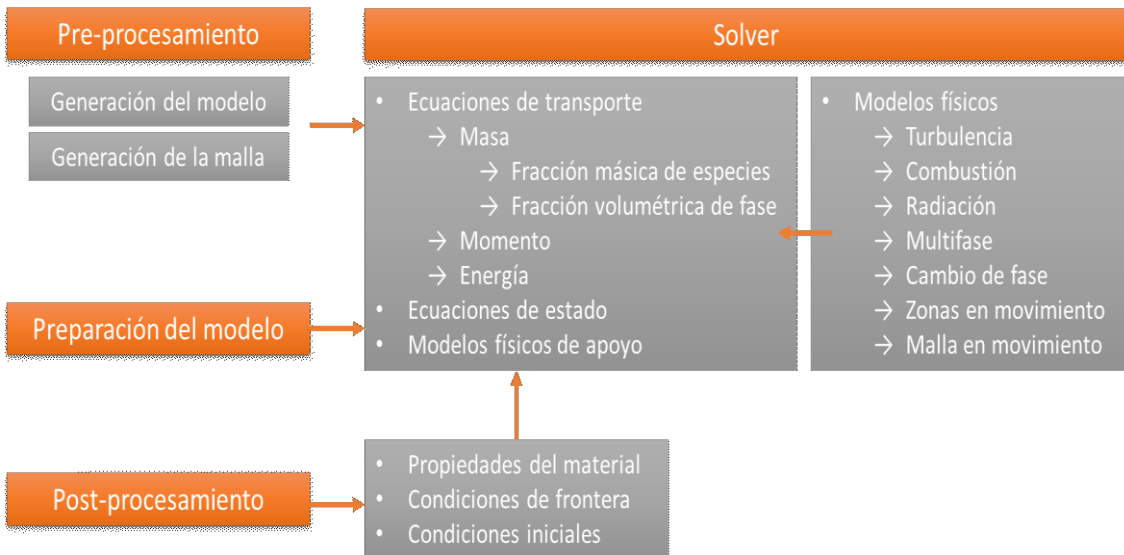 Pre-procesamiento
Solver
Generación del modelo
Generación de la malla
• Ecuaciones de transporte
→ Masa
→ Fracción másica de especies
→ Fracción volumétrica de fase
→ Momento
→ Energía
• Ecuaciones de estado
• Modelos físicos de apoyo
• Modelos físicos
→ Turbulencia
→ Combustión
→ Radiación
→ Multifase
→ Cambio de fase
→ Zonas en movimiento
→ Malla en movimiento
Preparación del modelo
Post-procesamiento
• Propiedades del material
• Condiciones de frontera
• Condiciones iniciales